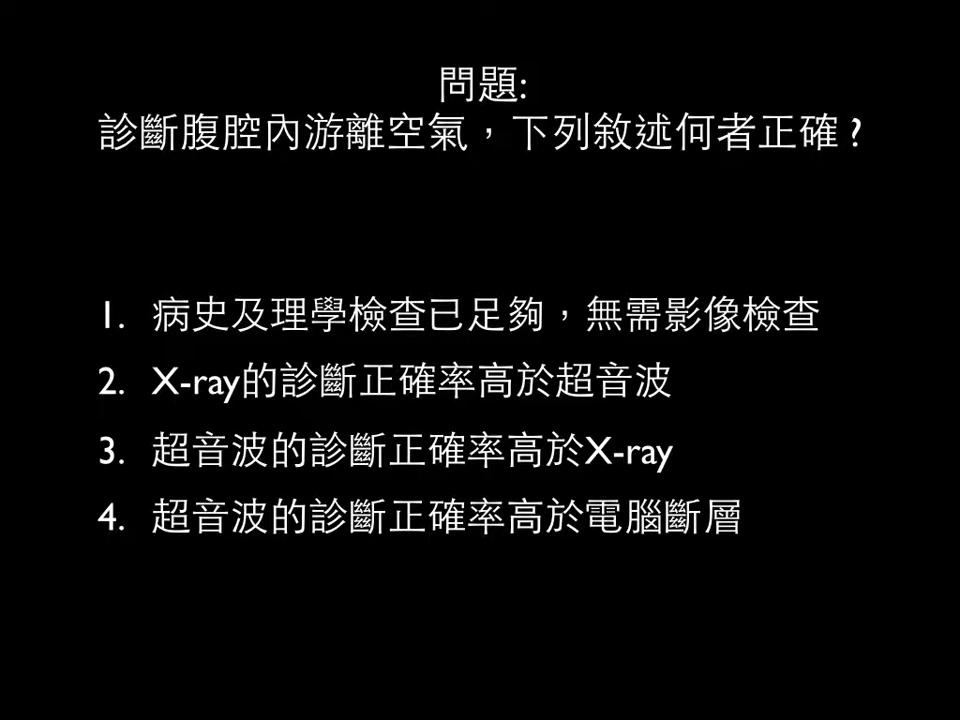 問題:
診斷腹腔內游離空氣，下列敘述何者正確？
1. 病史及理學檢查已足夠，無需影像檢查
2. X-ray的診斷正確率高於超音波
3. 超音波的診斷正確率高於X-ray
4. 超音波的診斷正確率高於電腦斷層